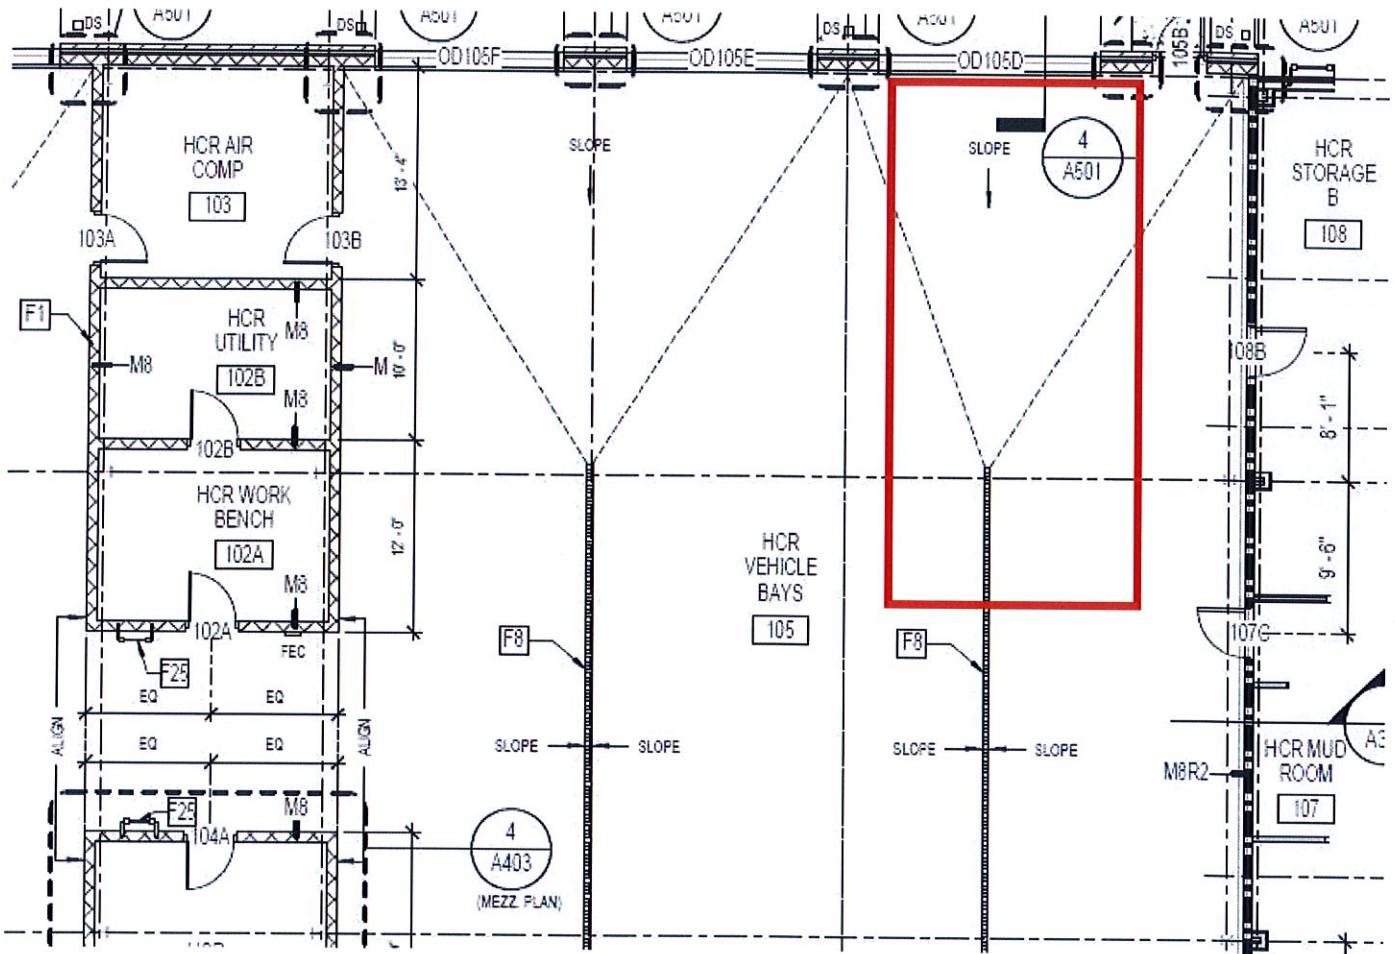 DS
A501
DS
A501
A501
DS
A501
105B
DS
A501
OD105F
OD105E
OD105D
HCR AIR
COMP
103
103A
103B
13' - 4"
SLOPE
SLOPE
4
A501
HCR
STORAGE
B
108
F1
HCR
UTILITY
102B
M8
M8
M
M8
10' - 0"
102B
108B
8' - 1"
HCR WORK
BENCH
102A
M8
12' - 0"
102A
FEC
F25
HCR
VEHICLE
BAYS
105
F8
F8
9' - 6"
107C
EQ
EQ
EQ
EQ
ALIGN
ALIGN
SLOPE
SLOPE
SLOPE
SLOPE
M8R2
HCR MUD
ROOM
107
F25
M8
104A
4
A403
(MEZZ. PLAN)